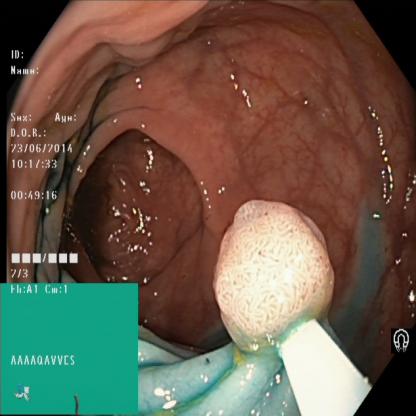 ID:
Name:
Sex: Age:
D.O.B.:
23/06/2014
10:17:33
00:49:16
■■■/■■■
7/3
Eh:A1 Cm:1
AAAAQAVVCS